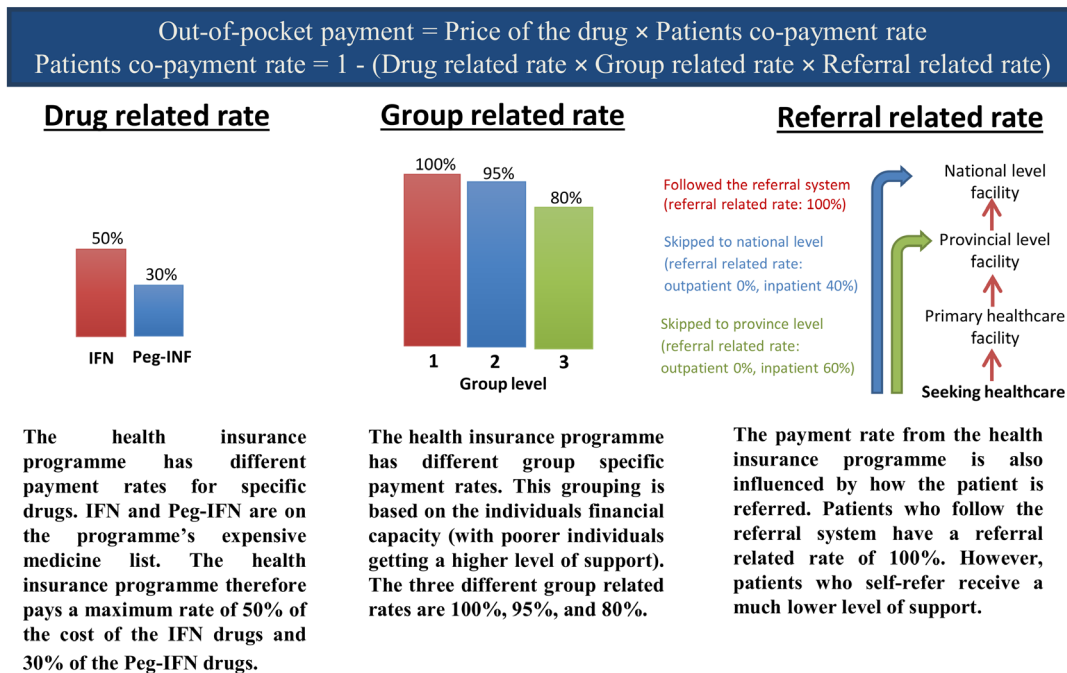 Out-of-pocket payment = Price of the drug × Patients co-payment rate
Patients co-payment rate = 1 - (Drug related rate × Group related rate × Referral related rate)
Drug related rate
50%
30%
IFN
Peg-INF
The health insurance
programme has different
payment rates for specific
drugs. IFN and Peg-IFN are on
the programme’s expensive
medicine list. The health
insurance programme therefore
pays a maximum rate of 50% of
the cost of the IFN drugs and
30% of the Peg-IFN drugs.
Group related rate
100%
95%
80%
1
2
3
Group level
The health insurance programme
has different group specific
payment rates. This grouping is
based on the individuals financial
capacity (with poorer individuals
getting a higher level of support).
The three different group related
rates are 100%, 95%, and 80%.
Referral related rate
Followed the referral system
(referral related rate: 100%)
Skipped to national level
(referral related rate:
outpatient 0%, inpatient 40%)
Skipped to province level
(referral related rate:
outpatient 0%, inpatient 60%)
National level
facility
Provincial level
facility
Primary healthcare
facility
Seeking healthcare
The payment rate from the health
insurance programme is also
influenced by how the patient is
referred. Patients who follow the
referral system have a referral
related rate of 100%. However,
patients who self-refer receive a
much lower level of support.